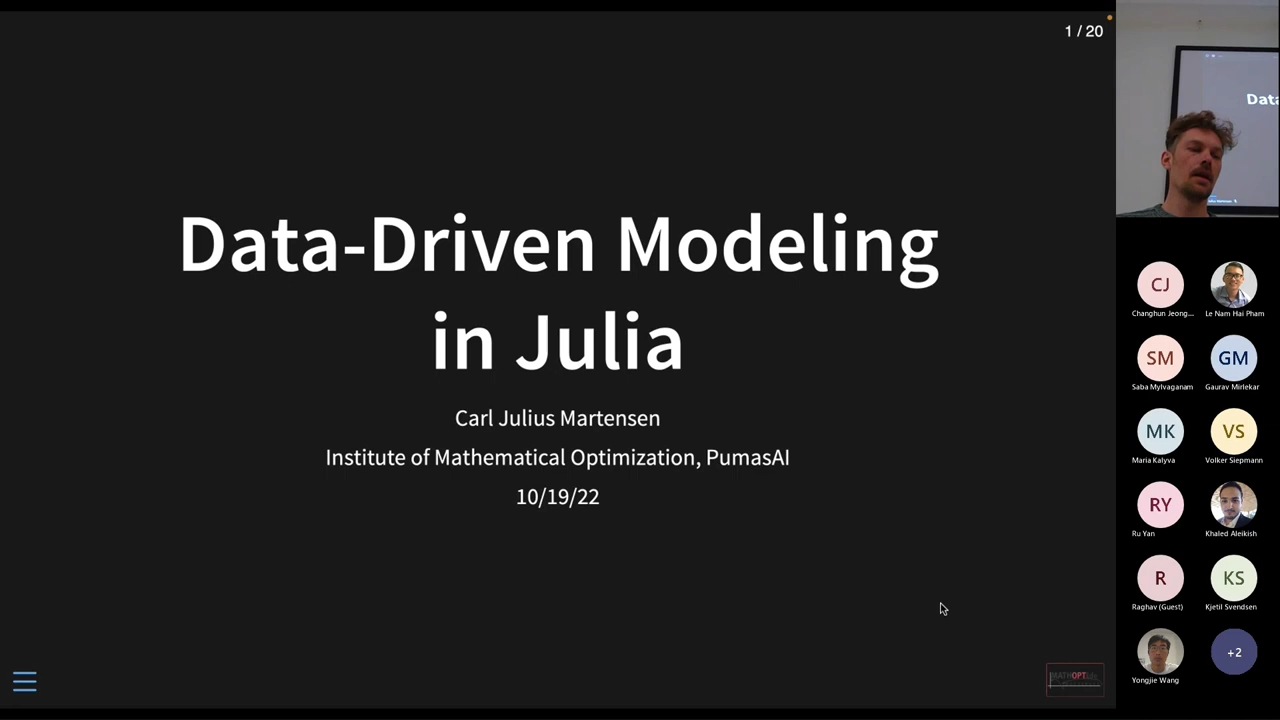 1 / 20
Data-Driven Modeling
in Julia
Carl Julius Martensen
Institute of Mathematical Optimization, PumasAI
10/19/22
MATHOPT
Data
CJ
Changhun Jeong...
Le Nam Hai Pham
SM
GM
Saba Mylvaganam
Gaurav Mirlekar
MK
VS
Maria Kalyva
Volker Siepmann
RY
Ru Yan
Khaled Aleikish
R
KS
Raghav (Guest)
Kjetil Svendsen
+2
Yongjie Wang